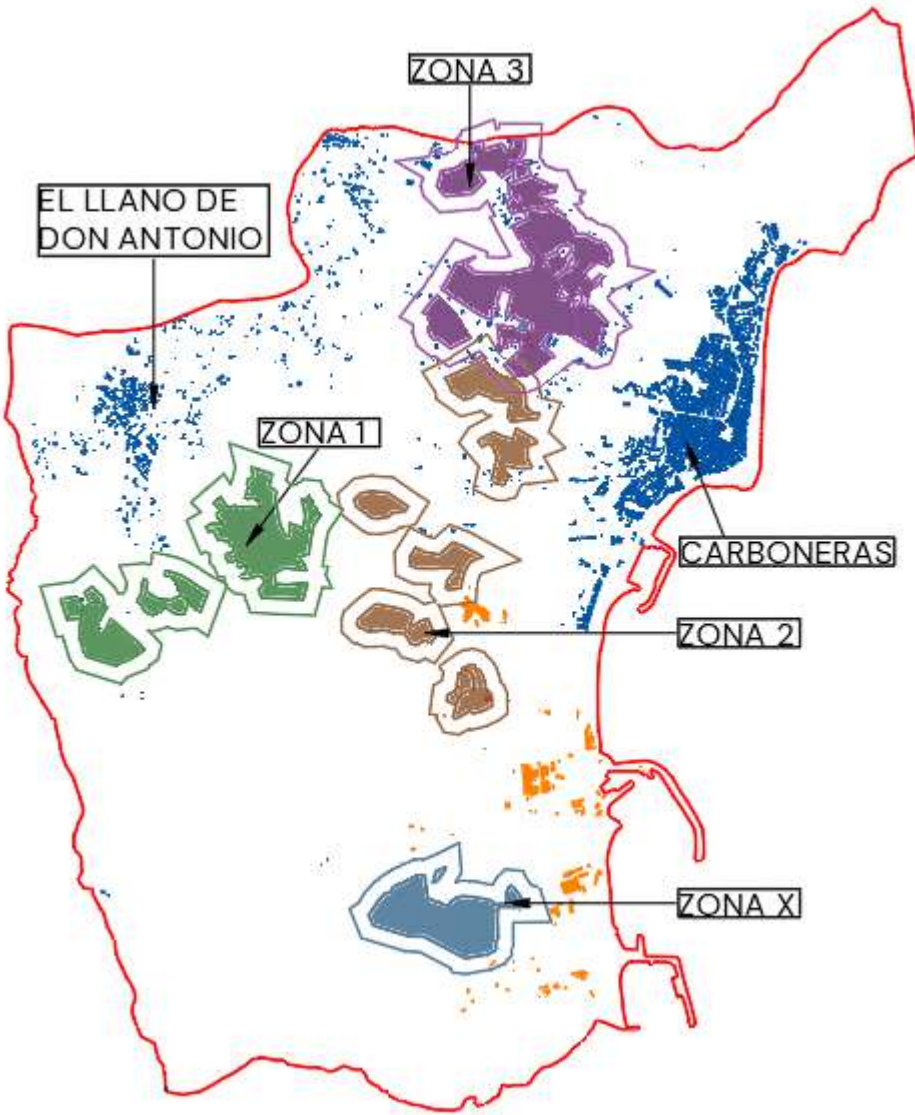 ZONA 3
EL LLANO DE
DON ANTONIO
ZONA 1
CARBONERAS
ZONA 2
ZONA X